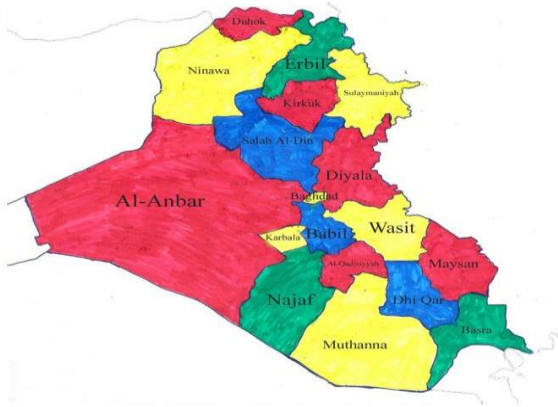 Duhok
Ninawa
Erbil
Kirkuk
Sulaymaniyah
Salah Al-Din
Diyala
Al-Anbar
Baghdad
Karbala
Babil
Wasit
Al-Qadisiyyah
Maysan
Najaf
Dhi Qar
Basra
Muthanna